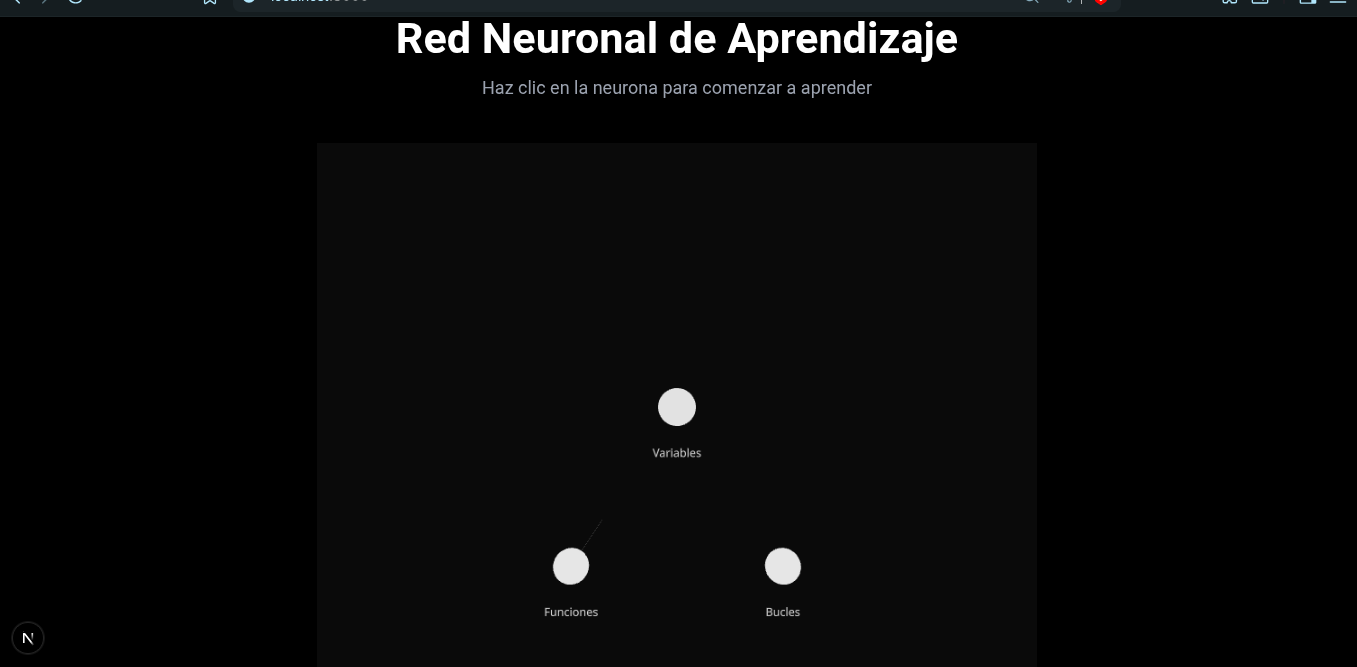 Red Neuronal de Aprendizaje
Haz clic en la neurona para comenzar a aprender
Variables
Funciones
Bucles
N